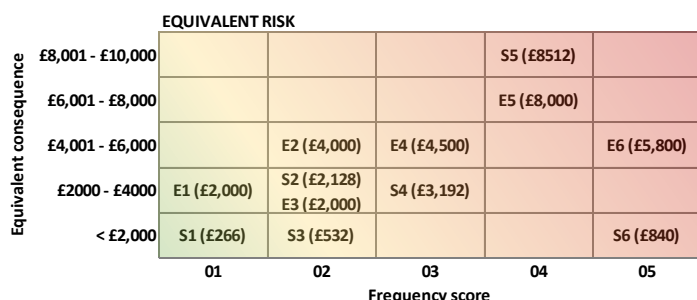 EQUIVALENT RISK
Equivalent consequence
£8,001 - £10,000 S5 (£8512)
£6,001 - £8,000 E5 (£8,000)
£4,001 - £6,000 E2 (£4,000) E4 (£4,500) E6 (£5,800)
£2000 - £4000 E1 (£2,000) S2 (£2,128) S4 (£3,192)
E3 (£2,000)
< £2,000 S1 (£266) S3 (£532) S6 (£840)
01 02 03 04 05
Frequency score